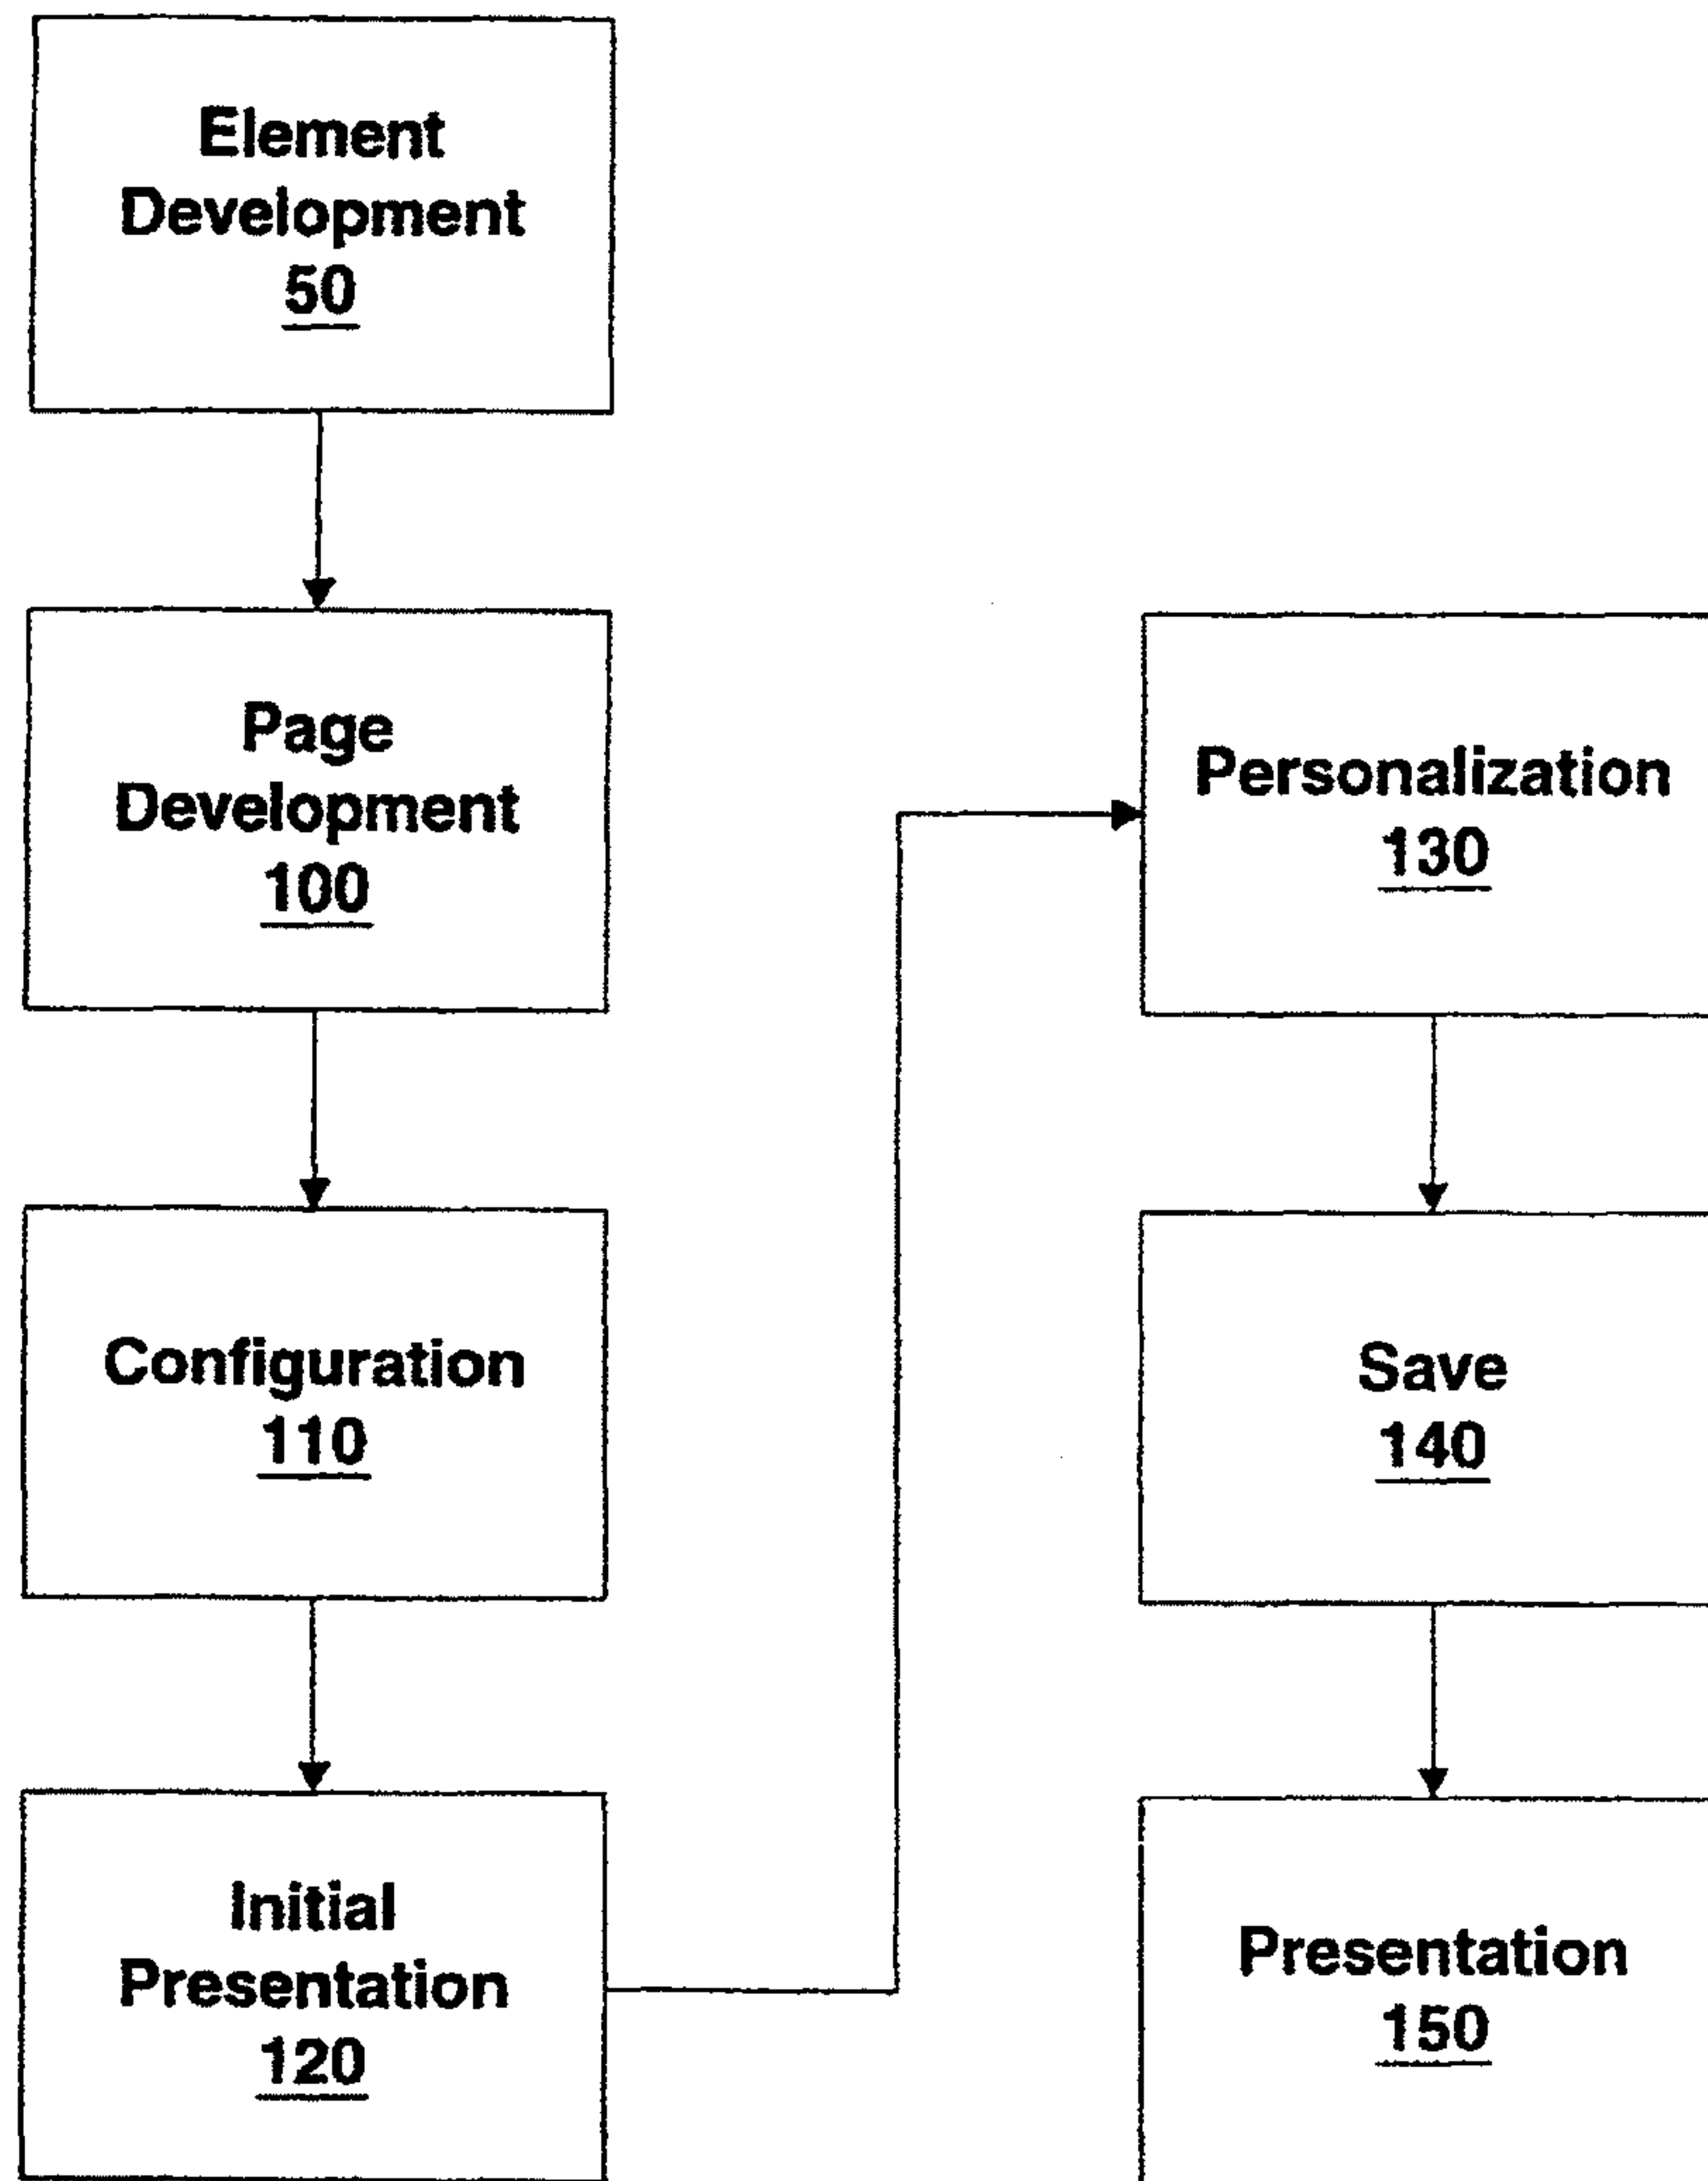 Element
Development
50
Page
Development
100
Configuration
110
Initial
Presentation
120
Personalization
130
Save
140
Presentation
150